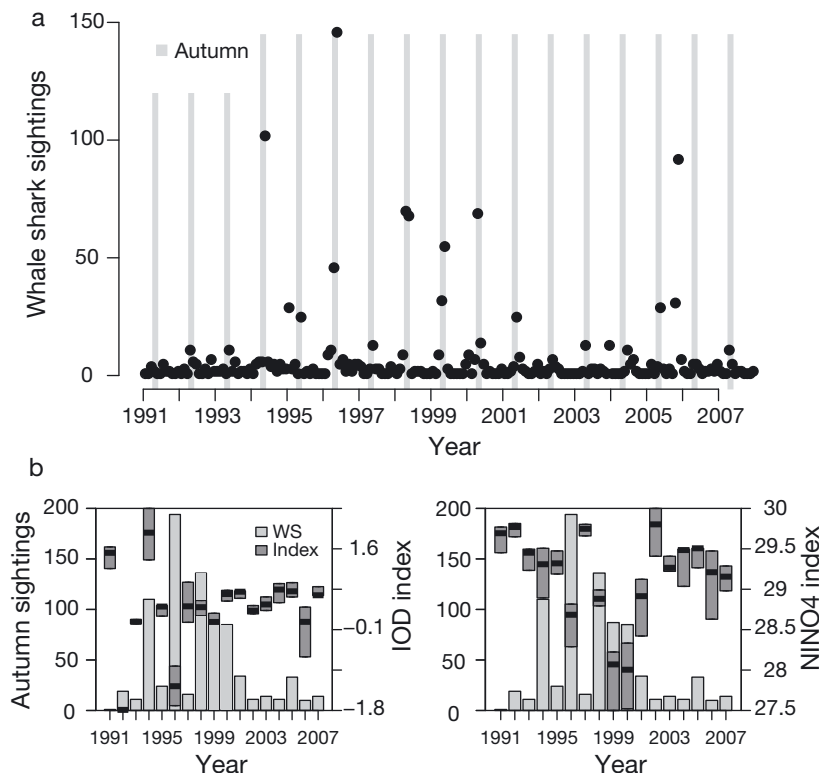 a
150
100
50
0
Whale shark sightings
Autumn
1991 1993 1995 1997 1999 2001 2003 2005 2007
Year
b
200
150
100
50
0
Autumn sightings
WS
Index
1.6
–0.1
–1.8
IOD index
1991 1995 1999 2003 2007
Year
200
150
100
50
0
30
29.5
29
28.5
28
27.5
NINO4 index
1991 1995 1999 2003 2007
Year